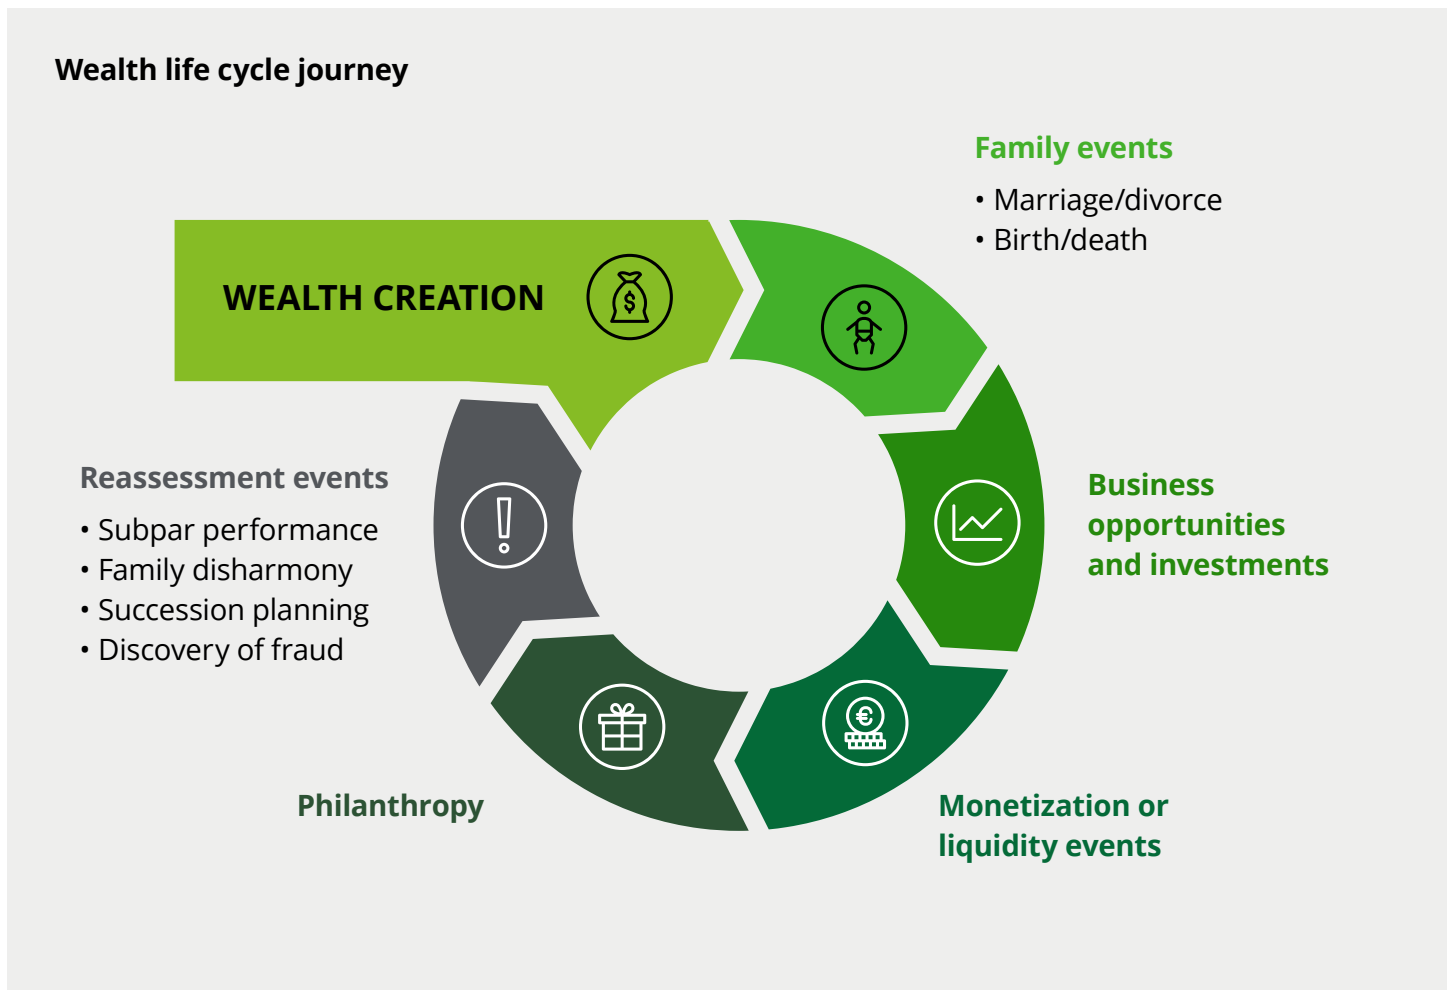 Wealth life cycle journey
Family events
• Marriage/divorce
• Birth/death
WEALTH CREATION
$
Business
opportunities
and investments
Reassessment events
• Subpar performance
• Family disharmony
• Succession planning
• Discovery of fraud
€
Philanthropy
Monetization or
liquidity events